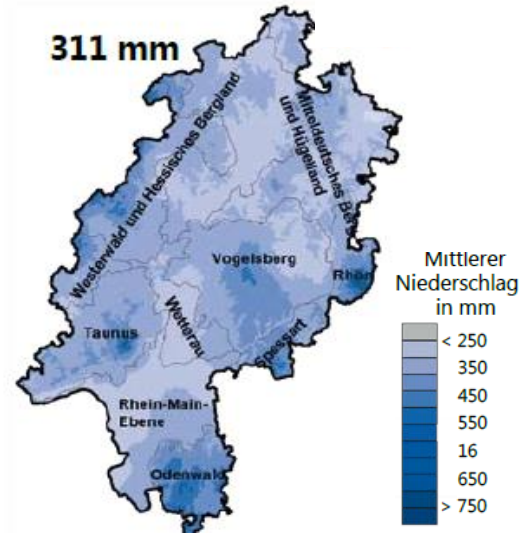 311 mm
Westerwald und Hessisches Bergland
Mitteldeutsches Berg
und Hügelland
Vogelsberg
Rhön
Wetterau
Taunus
Spessart
Rhein-Main-
Ebene
Odenwald
Mittlerer
Niederschlag
in mm
< 250
350
450
550
16
650
> 750